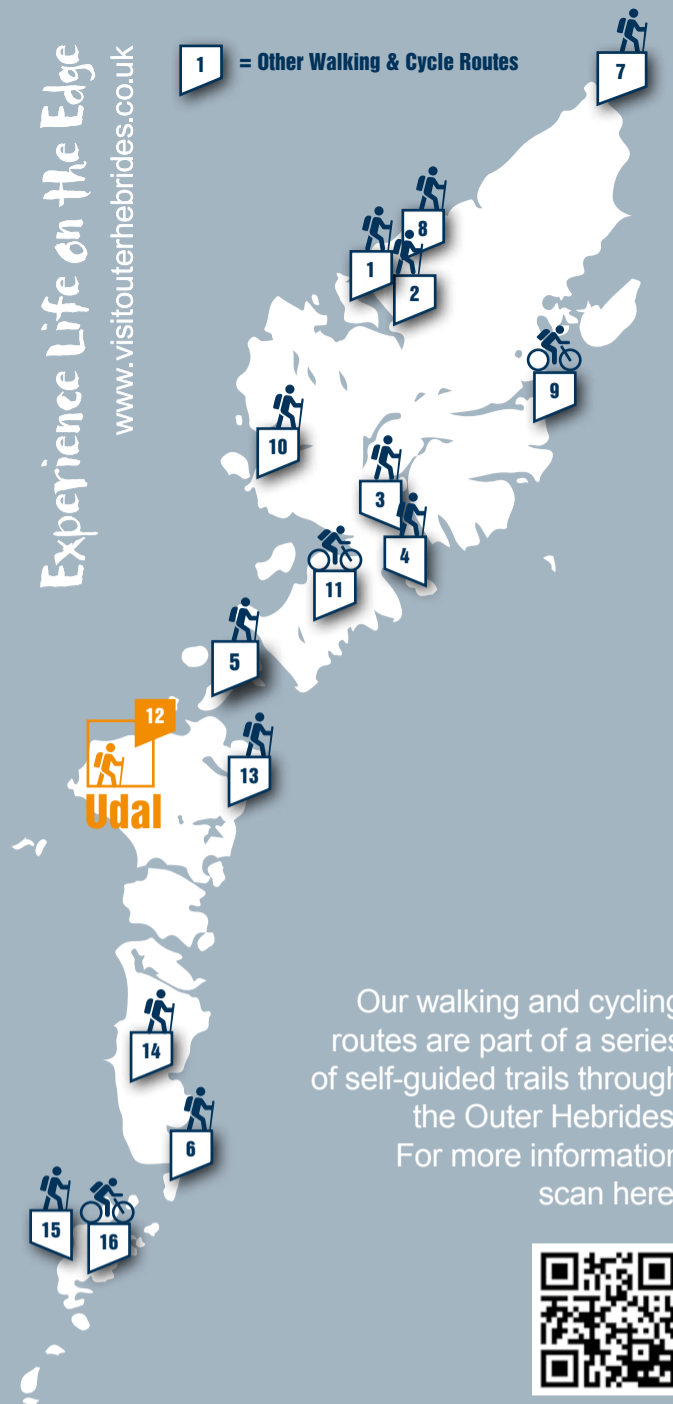 Experience Life on the Edge
www.visitouterhebrides.co.uk
1 = Other Walking & Cycle Routes
7
8
1
2
9
10
3
4
11
5
12
Udal
13
14
6
15
16
Our walking and cycling
routes are part of a series
of self-guided trails through
the Outer Hebrides
For more information
scan here